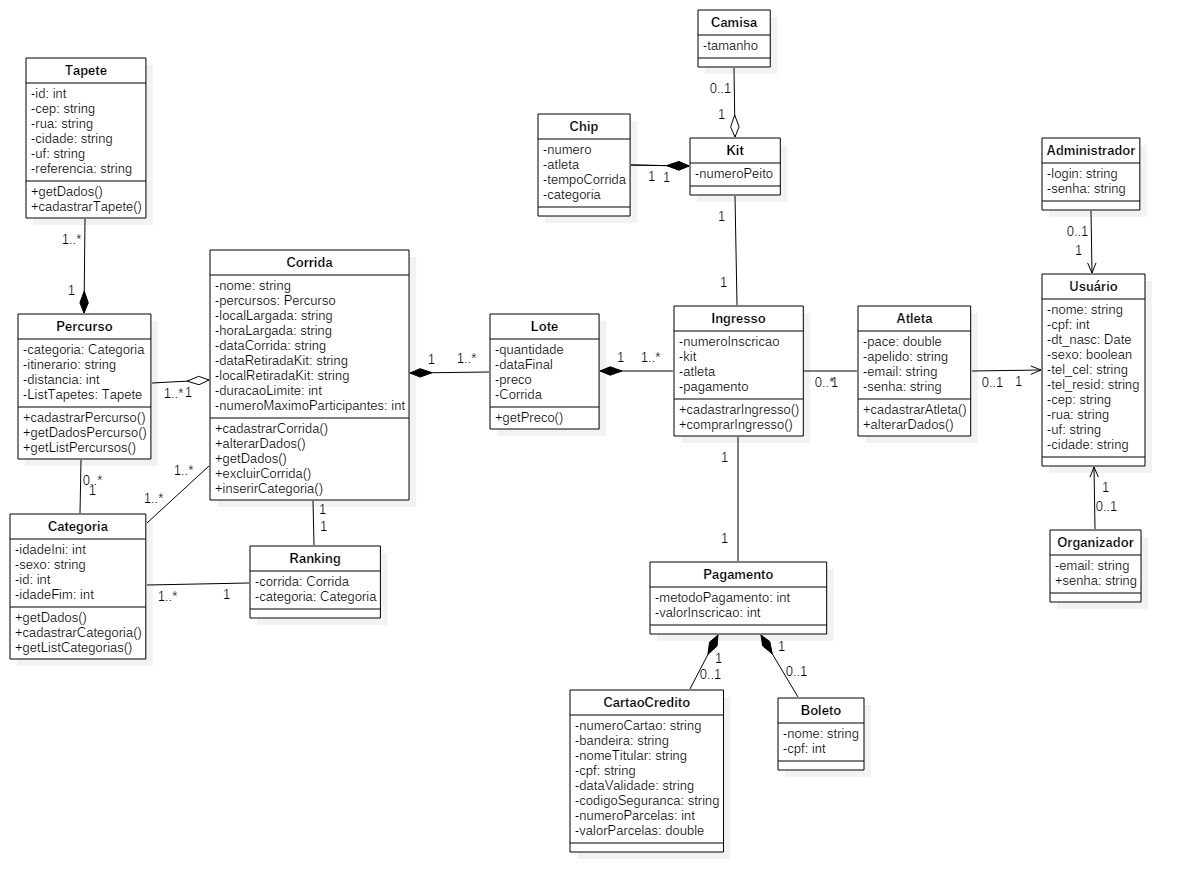 Camisa
-tamanho
0..1
1
Tapete
-id: int
-cep: string
-rua: string
-cidade: string
-uf: string
-referencia: string
+getDados()
+cadastrarTapete()
1..*
1
Chip
-numero
-atleta
-tempoCorrida
-categoria
1
1
Kit
-numeroPeito
1
1
Administrador
-login: string
-senha: string
0..1
1
Corrida
-nome: string
-percursos: Percurso
-localLargada: string
-horaLargada: string
-dataCorrida: string
-dataRetiradaKit: string
-localRetiradaKit: string
-duracaoLimite: int
-numeroMaximoParticipantes: int
+cadastrarCorrida()
+alterarDados()
+getDados()
+excluirCorrida()
+inserirCategoria()
Percurso
-categoria: Categoria
-itinerario: string
-distancia: int
-ListTapetes: Tapete
+cadastrarPercurso()
+getDadosPercurso()
+getListPercursos()
1..*
1
1
1..*
Lote
-quantidade
-dataFinal
-preco
-Corrida
+getPreco()
1
1..*
Ingresso
-numeroInscricao
-kit
-atleta
-pagamento
+cadastrarIngresso()
+comprarIngresso()
0..*
1
Atleta
-pace: double
-apelido: string
-email: string
-senha: string
+cadastrarAtleta()
+alterarDados()
0..1
1
Usuário
-nome: string
-cpf: int
-dt_nasc: Date
-sexo: boolean
-tel_cel: string
-tel_resid: string
-cep: string
-rua: string
-uf: string
-cidade: string
0..*
1
1..*
1..*
1
1
1
1
1
0..1
Categoria
-idadeIni: int
-sexo: string
-id: int
-idadeFim: int
+getDados()
+cadastrarCategoria()
+getListCategorias()
1..*
1
Ranking
-corrida: Corrida
-categoria: Categoria
Organizador
-email: string
+senha: string
Pagamento
-metodoPagamento: int
-valorInscricao: int
1
0..1
1
0..1
CartaoCredito
-numeroCartao: string
-bandeira: string
-nomeTitular: string
-cpf: string
-dataValidade: string
-codigoSeguranca: string
-numeroParcelas: int
-valorParcelas: double
Boleto
-nome: string
-cpf: int